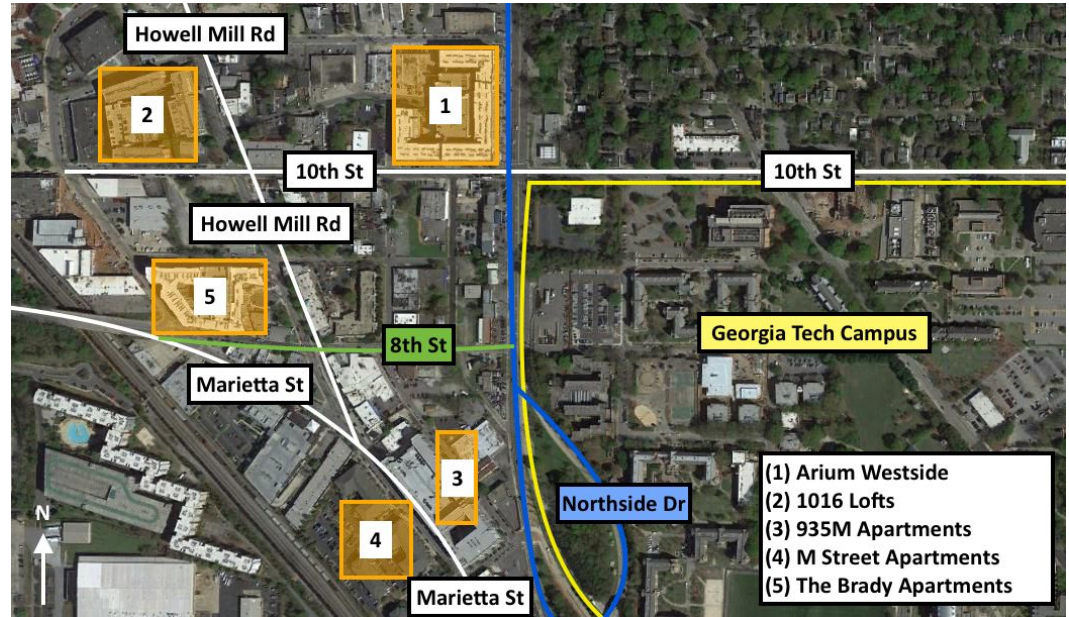 Howell Mill Rd
2
1
10th St
10th St
Howell Mill Rd
5
8th St
Georgia Tech Campus
Marietta St
3
Northside Dr
4
N
Marietta St
(1) Arium Westside
(2) 1016 Lofts
(3) 935M Apartments
(4) M Street Apartments
(5) The Brady Apartments